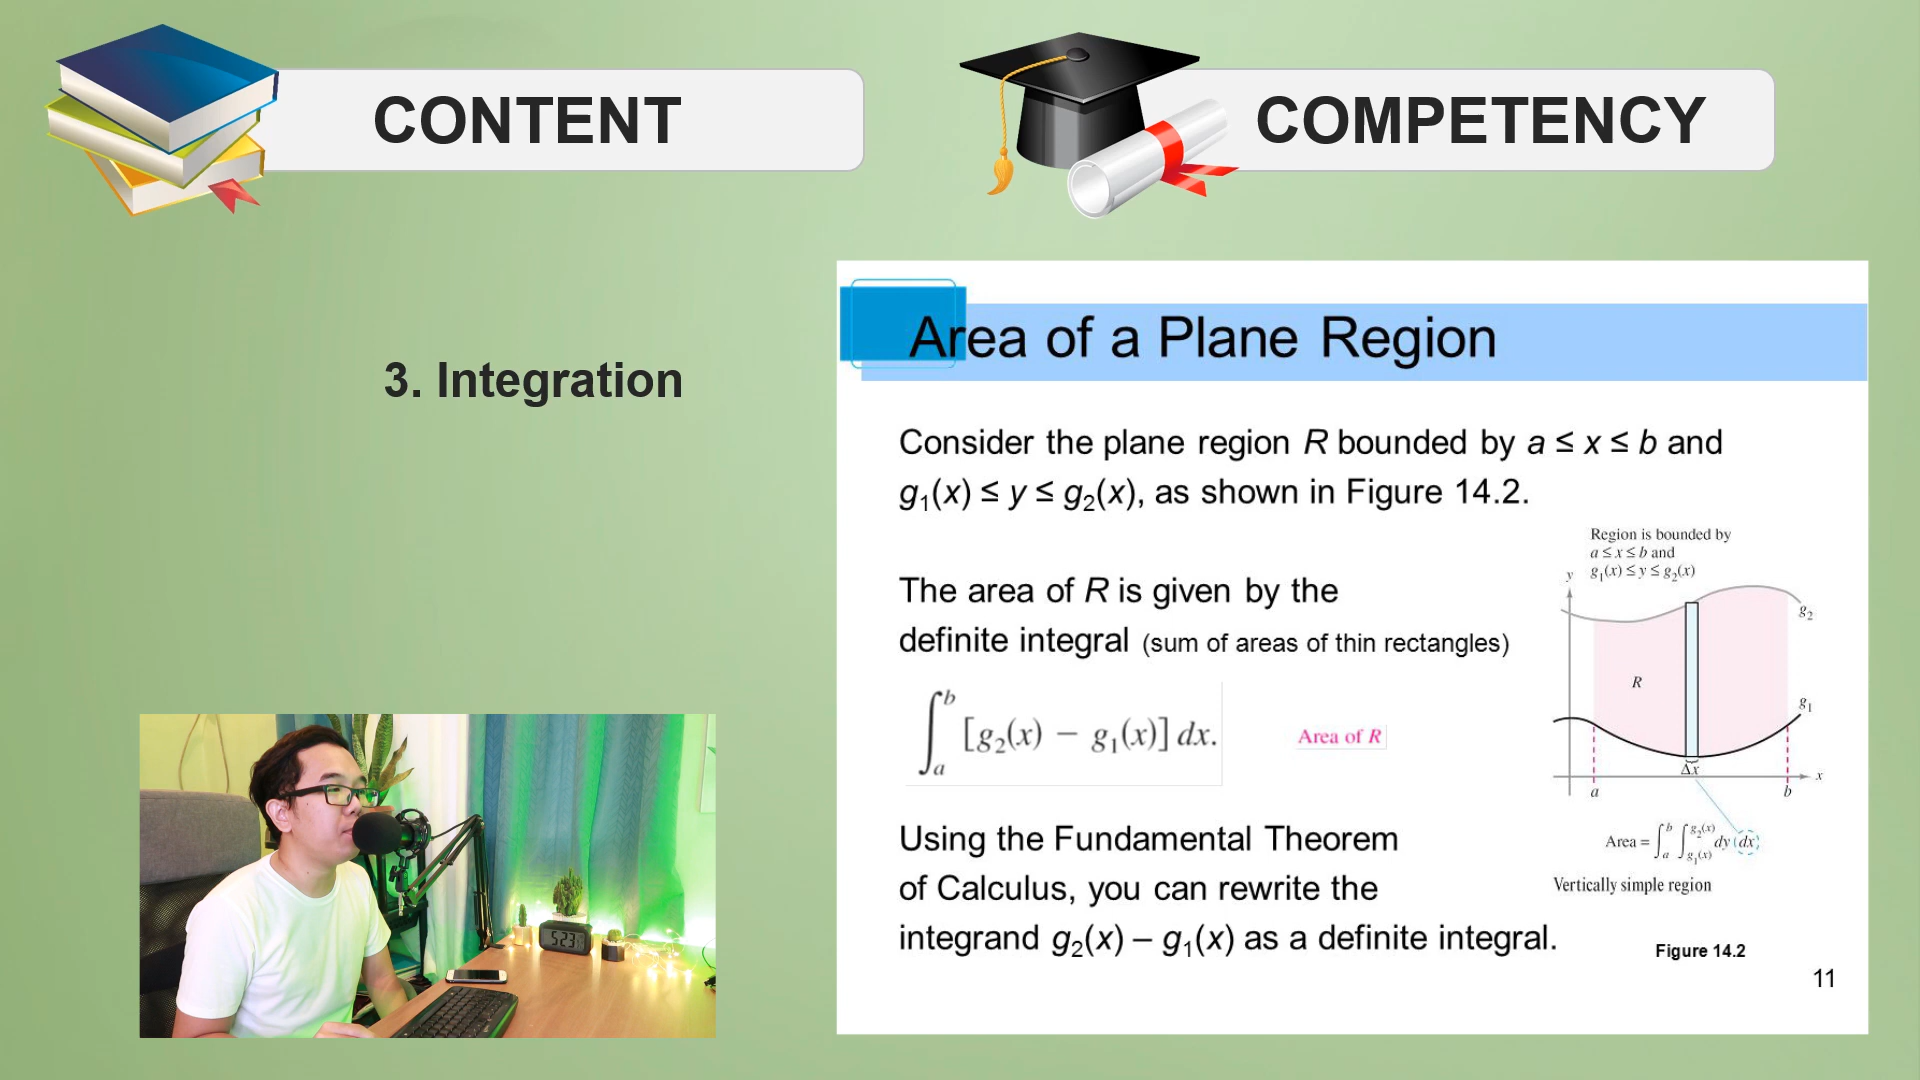 CONTENT
COMPETENCY
3. Integration
Area of a Plane Region
Consider the plane region R bounded by a ≤ x ≤ b and
g₁(x) ≤ y ≤ g₂(x), as shown in Figure 14.2.
The area of R is given by the
definite integral (sum of areas of thin rectangles)
∫ₐᵇ [g₂(x) − g₁(x)] dx.
Area of R
Using the Fundamental Theorem
of Calculus, you can rewrite the
integrand g₂(x) – g₁(x) as a definite integral.
Region is bounded by
a ≤ x ≤ b and
g₁(x) ≤ y ≤ g₂(x)
y
g₂
R
g₁
Δx
x
a
b
Area = ∫ₐᵇ ∫_{g₁(x)}^{g₂(x)} dy dx
Vertically simple region
Figure 14.2
11
523